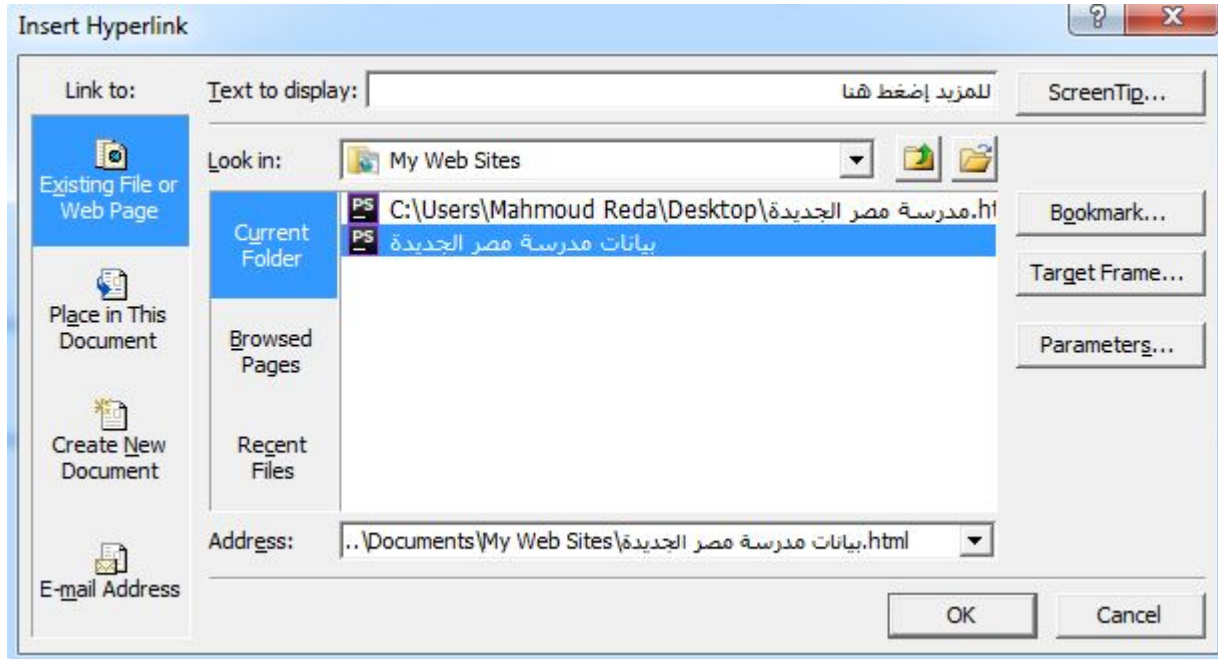 Insert Hyperlink
Link to:
Text to display: للمزيد إضغط هنا
ScreenTip...
Existing File or Web Page
Look in: My Web Sites
Current Folder
PS C:\Users\Mahmoud Reda\Desktop\مدرسة مصر الجديدة.ht
PS بيانات مدرسة مصر الجديدة
Bookmark...
Target Frame...
Place in This Document
Browsed Pages
Parameters...
Create New Document
Recent Files
Address: ..\Documents\My Web Sites\بيانات مدرسة مصر الجديدة.html
E-mail Address
OK
Cancel